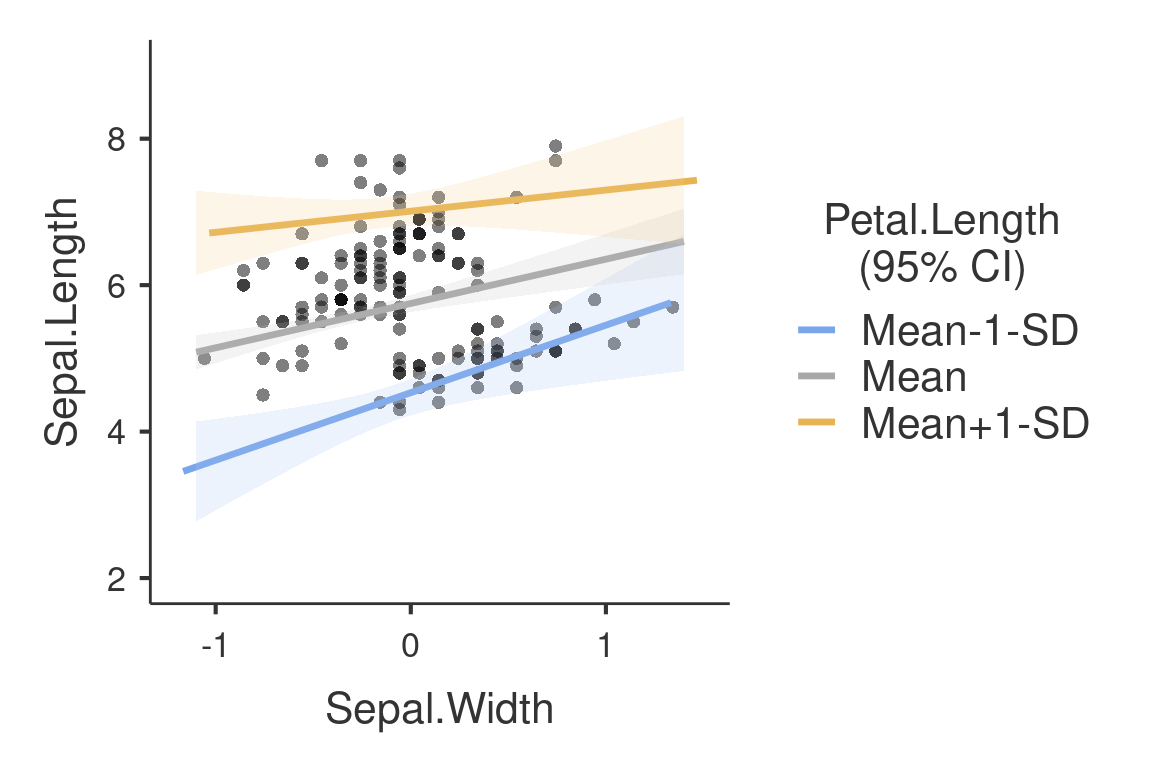 8
6
4
2
-1
0
1
Sepal.Length
Sepal.Width
Petal.Length
(95% CI)
Mean-1-SD
Mean
Mean+1-SD